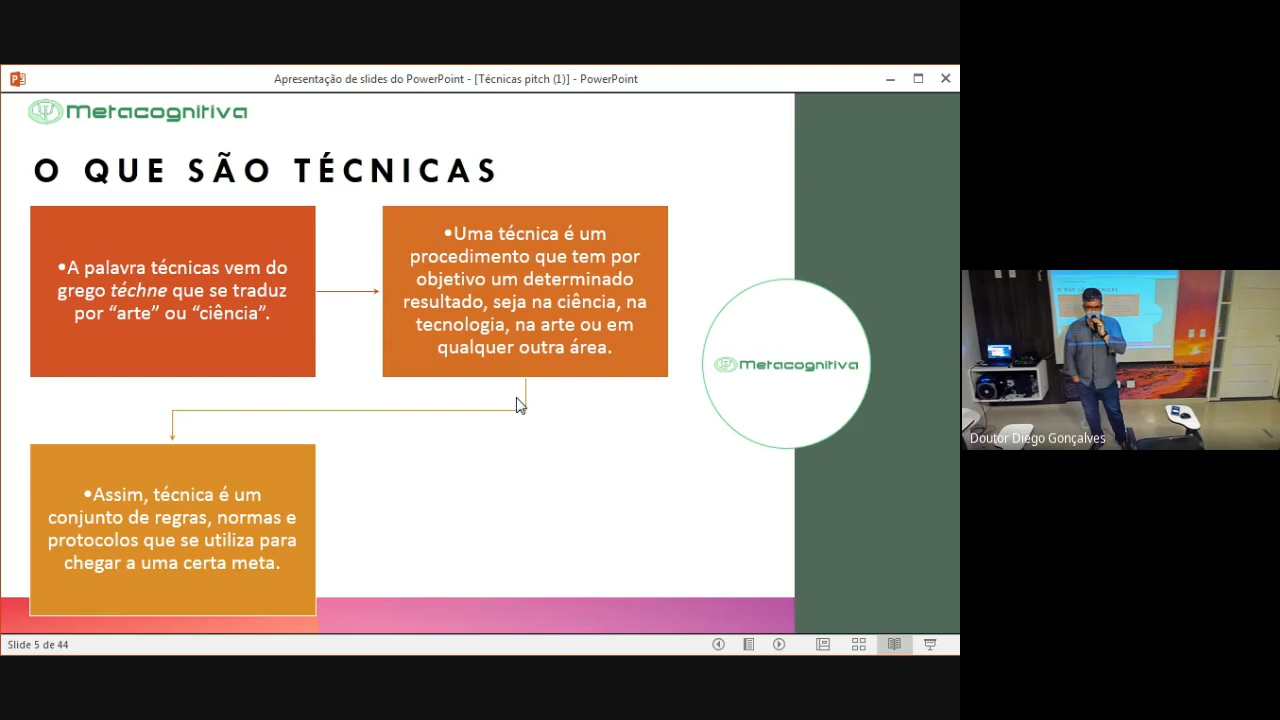 Apresentação de slides do PowerPoint - [Técnicas pitch (1)] - PowerPoint
Metacognitiva
O QUE SÃO TÉCNICAS
•A palavra técnicas vem do
grego téchne que se traduz
por “arte” ou “ciência”.
•Uma técnica é um
procedimento que tem por
objetivo um determinado
resultado, seja na ciência, na
tecnologia, na arte ou em
qualquer outra área.
•Assim, técnica é um
conjunto de regras, normas e
protocolos que se utiliza para
chegar a uma certa meta.
Metacognitiva
Slide 5 de 44
Doutor Diego Gonçalves